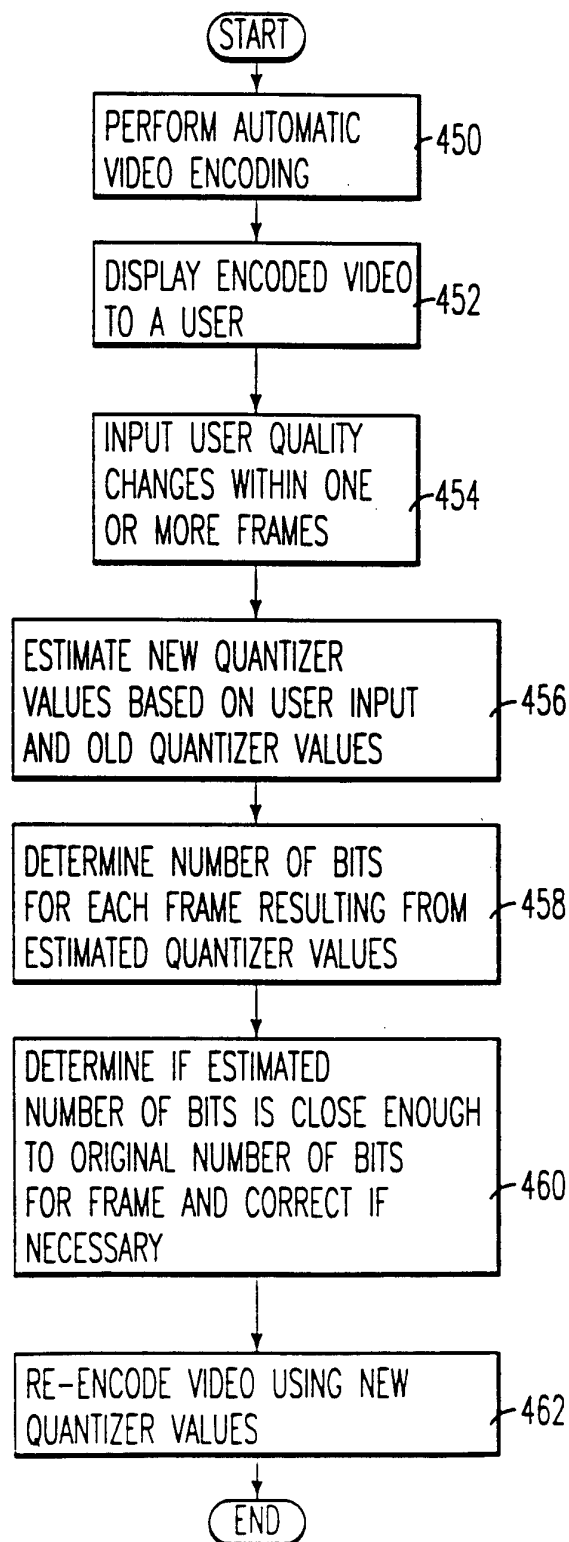 START
PERFORM AUTOMATIC
VIDEO ENCODING
450
DISPLAY ENCODED VIDEO
TO A USER
452
INPUT USER QUALITY
CHANGES WITHIN ONE
OR MORE FRAMES
454
ESTIMATE NEW QUANTIZER
VALUES BASED ON USER INPUT
AND OLD QUANTIZER VALUES
456
DETERMINE NUMBER OF BITS
FOR EACH FRAME RESULTING FROM
ESTIMATED QUANTIZER VALUES
458
DETERMINE IF ESTIMATED
NUMBER OF BITS IS CLOSE ENOUGH
TO ORIGINAL NUMBER OF BITS
FOR FRAME AND CORRECT IF
NECESSARY
460
RE-ENCODE VIDEO USING NEW
QUANTIZER VALUES
462
END